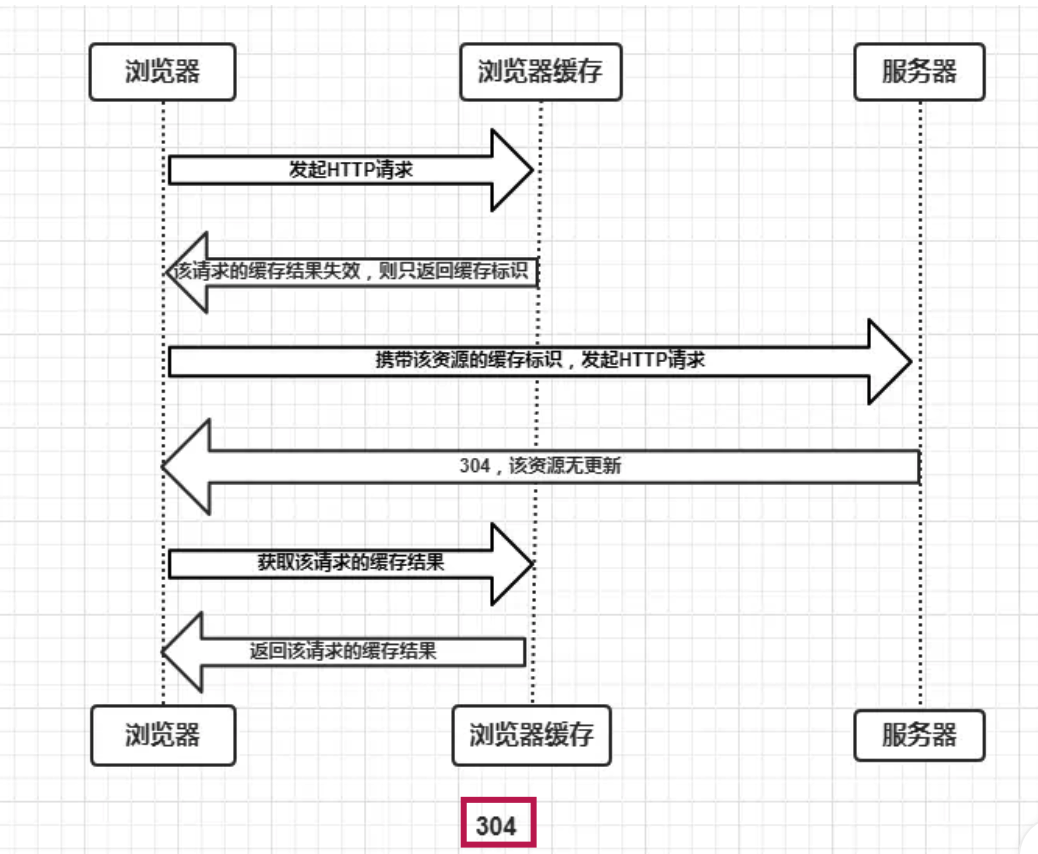 浏览器
浏览器缓存
服务器
发起HTTP请求
该请求的缓存结果失效，则只返回缓存标识
携带该资源的缓存标识，发起HTTP请求
304，该资源无更新
获取该请求的缓存结果
返回该请求的缓存结果
浏览器
浏览器缓存
服务器
304